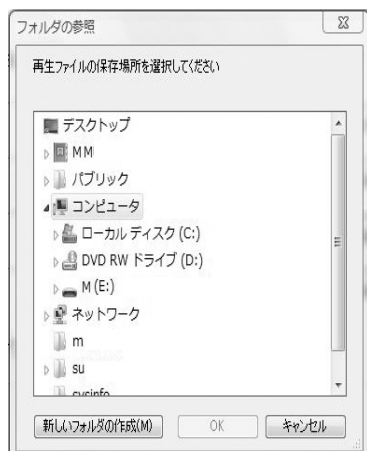 フォルダの参照
再生ファイルの保存場所を選択してください
デスクトップ
MM
パブリック
コンピュータ
ローカル ディスク (C:)
DVD RW ドライブ (D:)
M (E:)
ネットワーク
m
su
sysinfo
新しいフォルダの作成(M)
OK
キャンセル